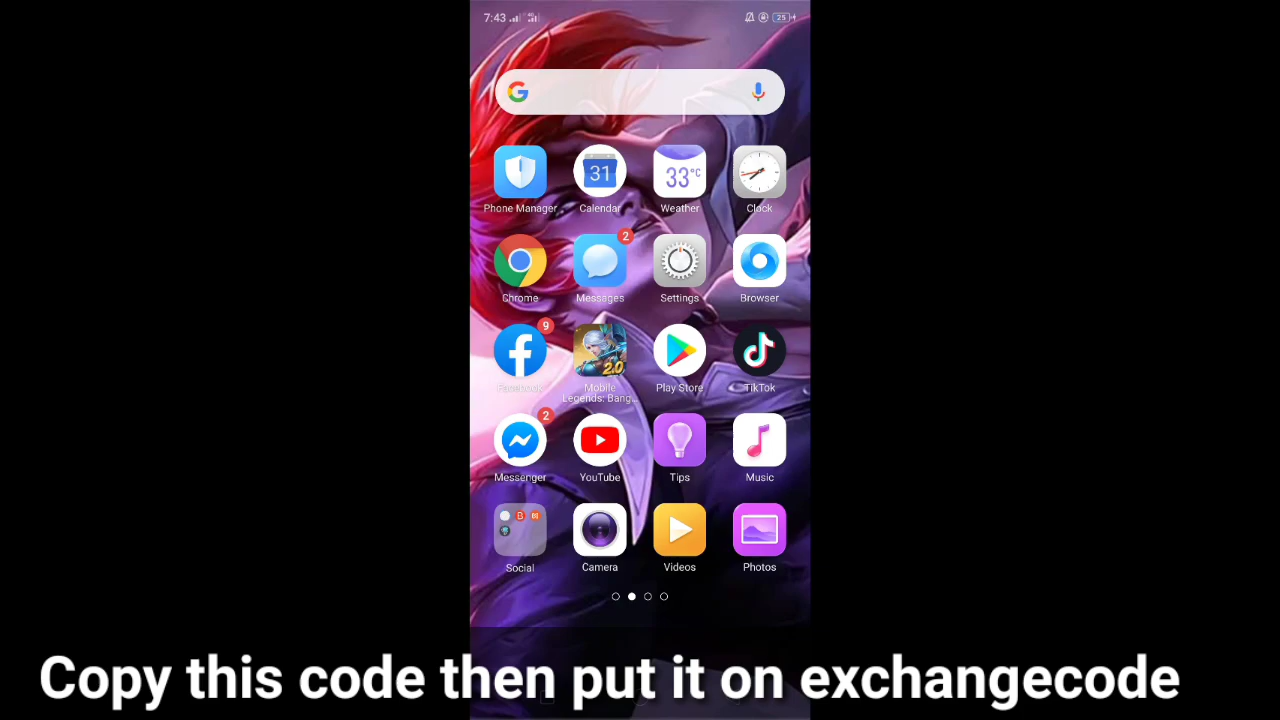 7:43
25
Phone Manager
31
Calendar
33°C
Weather
Clock
Chrome
2
Messages
Settings
Browser
9
Facebook
2.0
Mobile
Legends: Bang...
Play Store
TikTok
2
Messenger
YouTube
Tips
Music
Social
Camera
Videos
Photos
Copy this code then put it on exchangecode